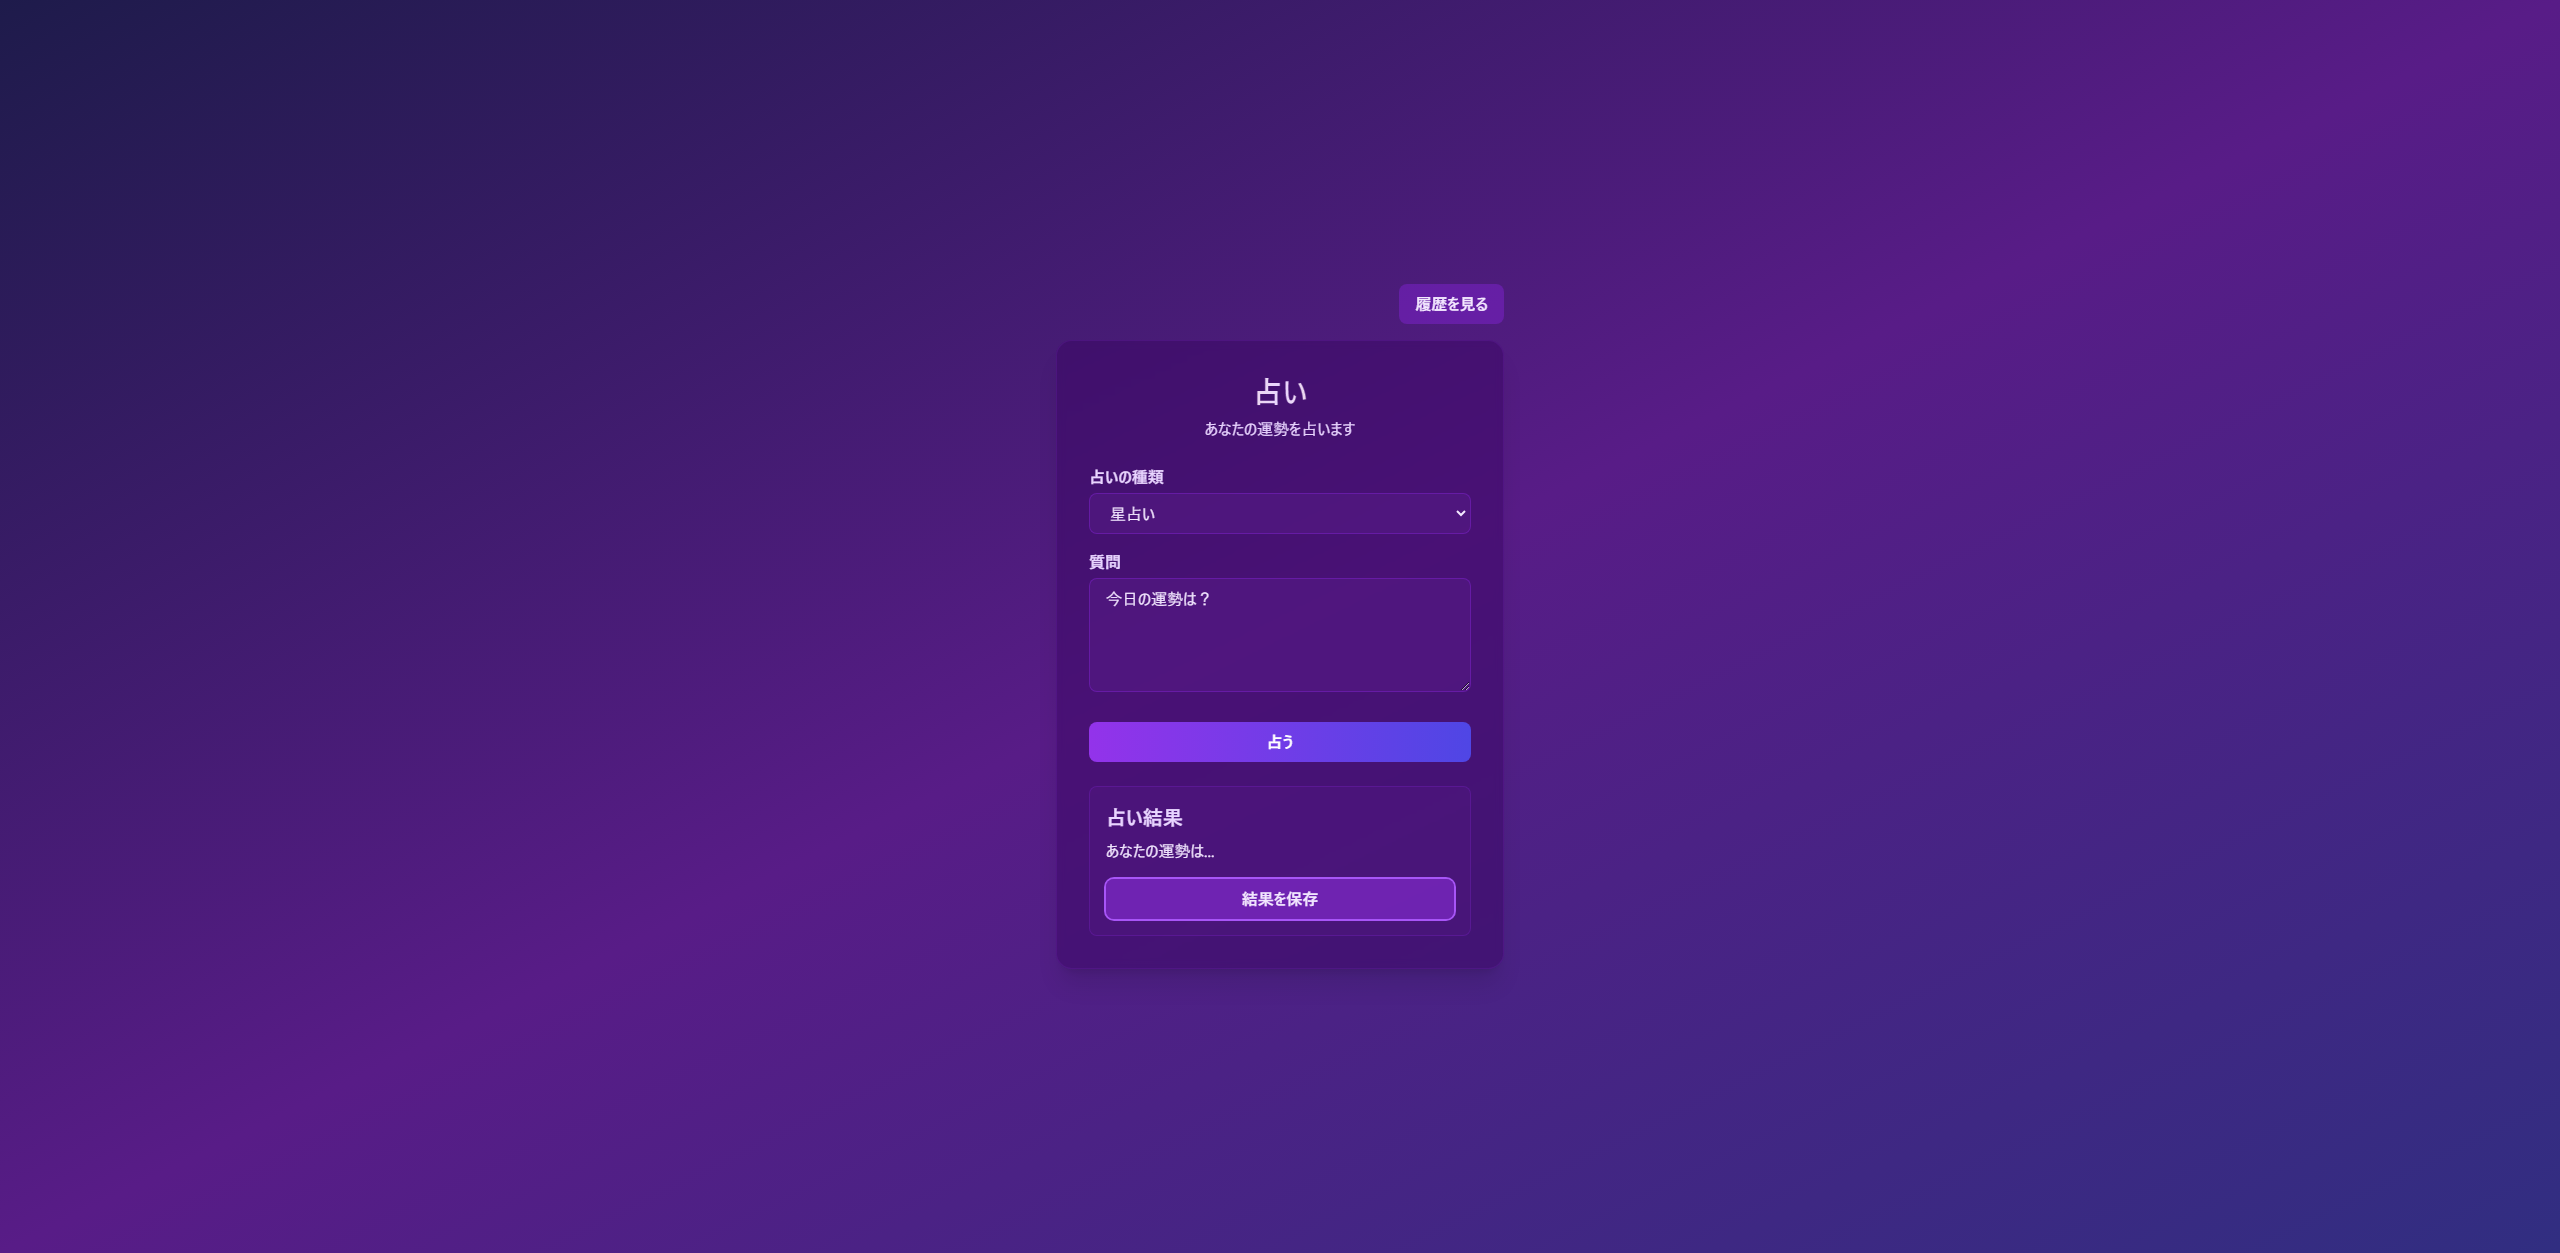 履歴を見る
占い
あなたの運勢を占います
占いの種類
星占い
質問
今日の運勢は？
占う
占い結果
あなたの運勢は...
結果を保存